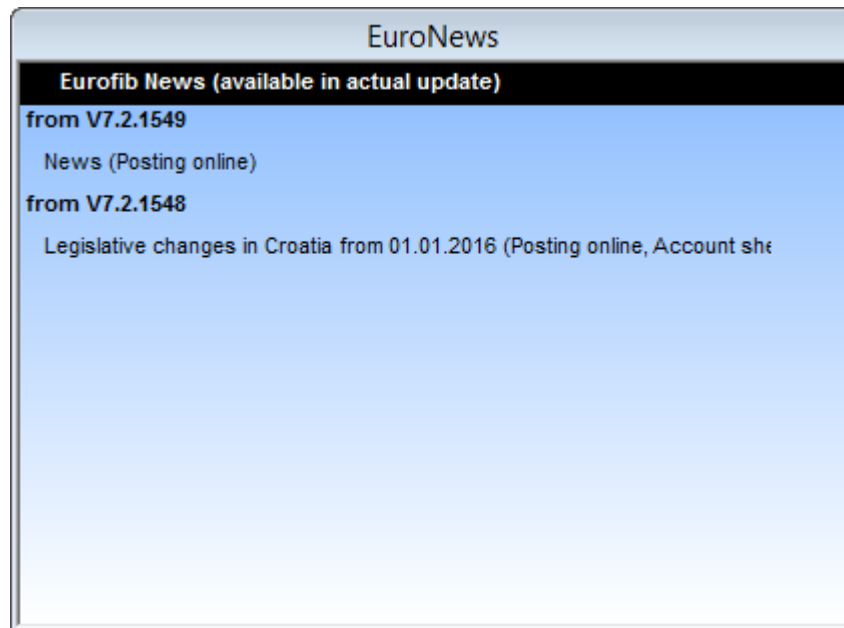 EuroNews
Eurofib News (available in actual update)
from V7.2.1549
News (Posting online)
from V7.2.1548
Legislative changes in Croatia from 01.01.2016 (Posting online, Account